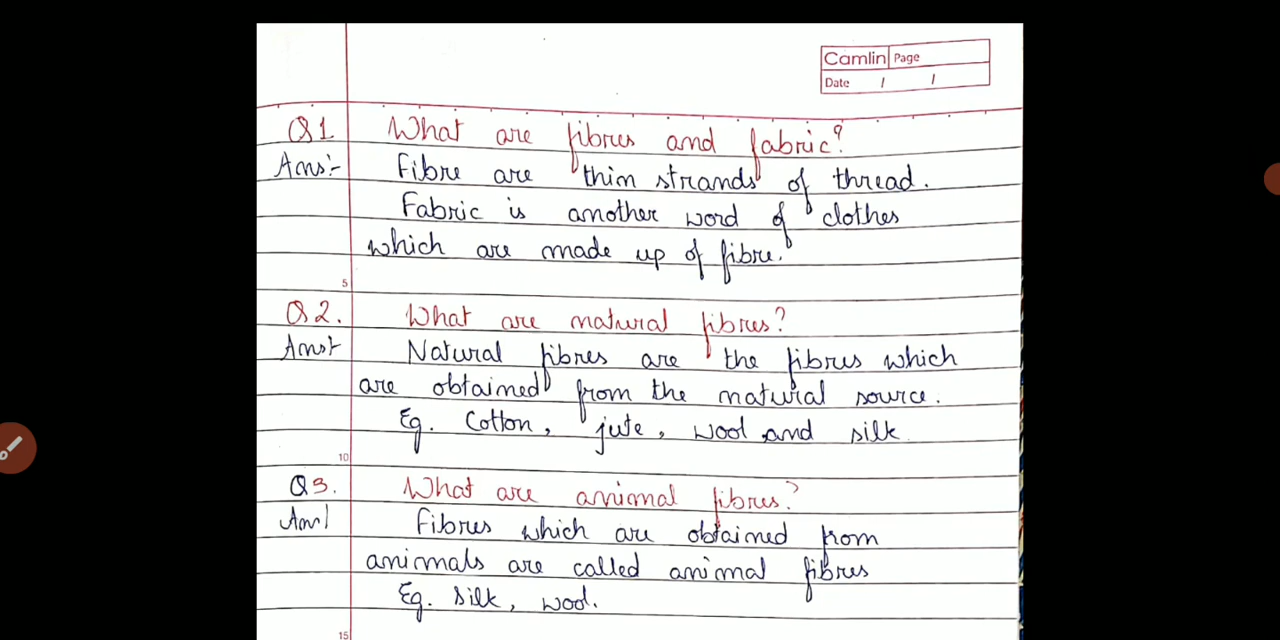 Camlin Page
Date / /
Q1 What are fibres and fabric?
Ans:- Fibre are thin strands of thread.
Fabric is another word of clothes
which are made up of fibre.
5
Q2. What are natural fibres?
Ans:- Natural fibres are the fibres which
are obtained from the natural source.
Eg. Cotton, jute, wool and silk
10
Q3. What are animal fibres?
Ans| Fibres which are obtained from
animals are called animal fibres
Eg. silk, wool.
15